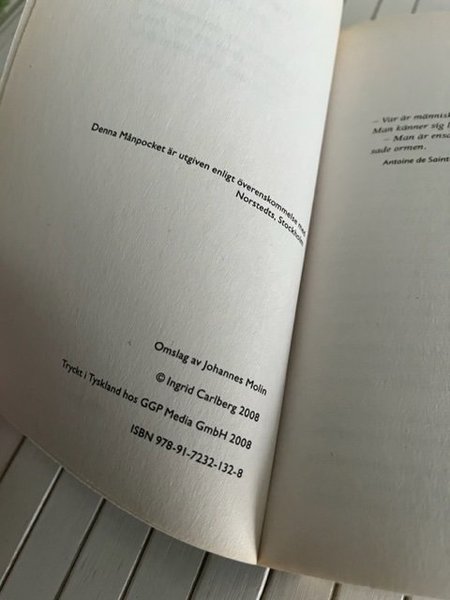 Denna Månpocket är utgiven enligt överenskommelse med
Norstedts, Stockholm
Omslag av Johannes Molin
© Ingrid Carlberg 2008
Tryckt i Tyskland hos GGP Media GmbH 2008
ISBN 978-91-7232-132-8
– Var är
Man känner sig
– Man är
sade ormen.
Antoine de Saint